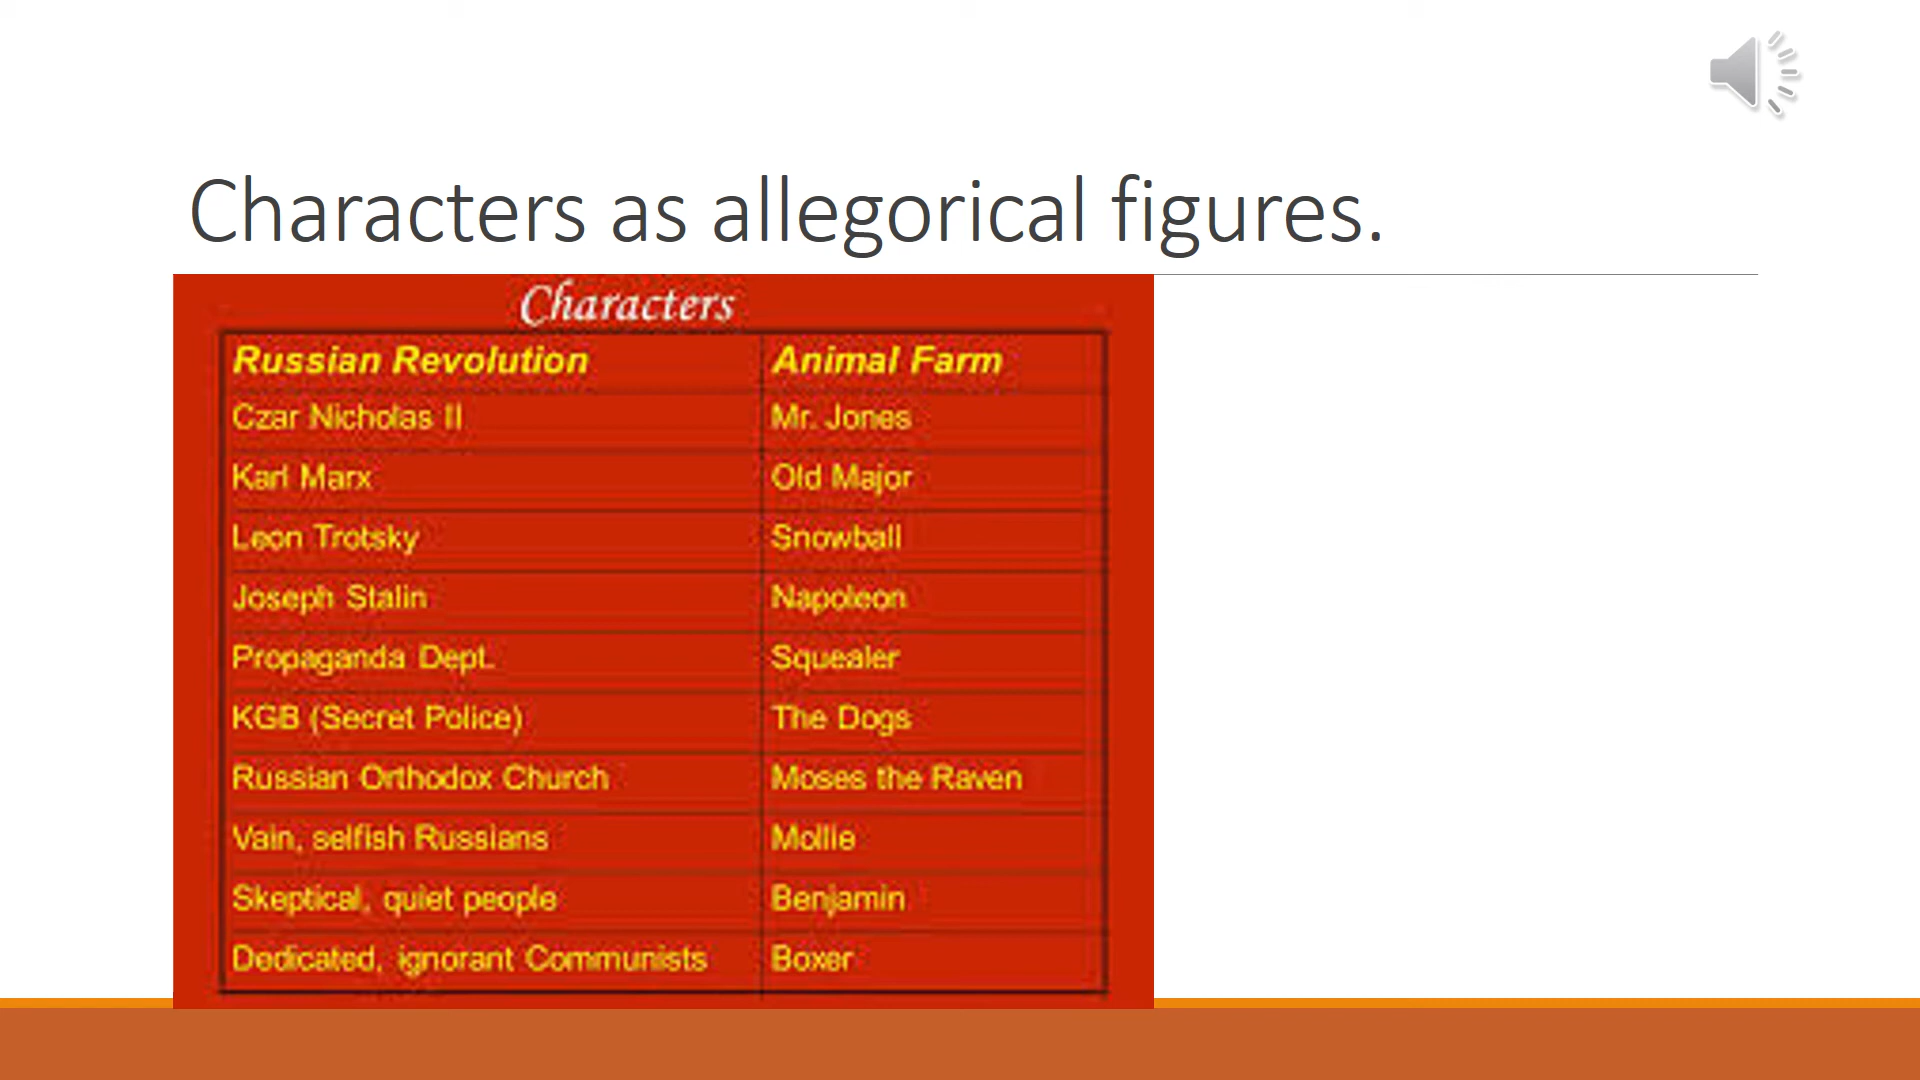 Characters as allegorical figures.
Characters
Russian Revolution Animal Farm
Czar Nicholas II Mr. Jones
Karl Marx Old Major
Leon Trotsky Snowball
Joseph Stalin Napoleon
Propaganda Dept. Squealer
KGB (Secret Police) The Dogs
Russian Orthodox Church Moses the Raven
Vain, selfish Russians Mollie
Skeptical, quiet people Benjamin
Dedicated, ignorant Communists Boxer